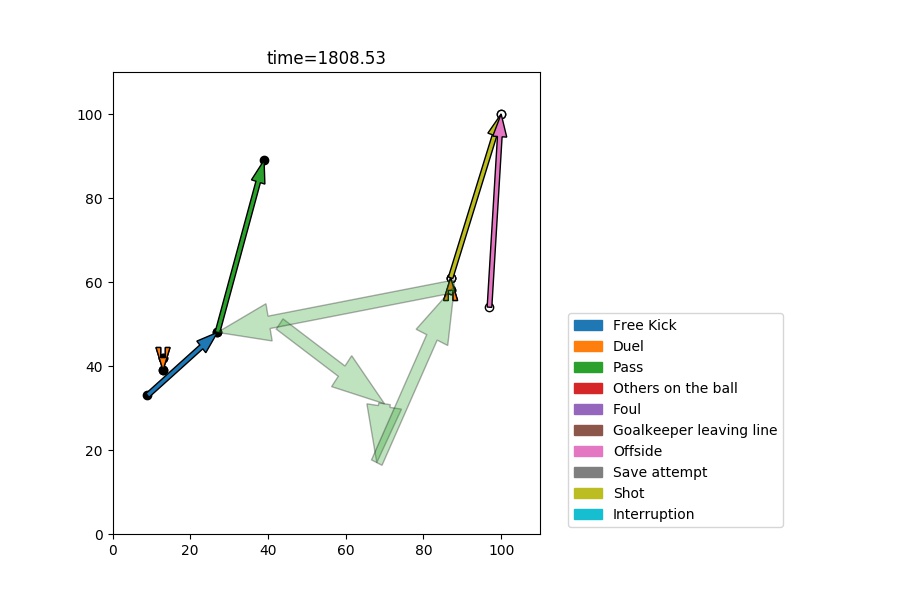 time=1808.53
100
80
60
40
20
0
0 20 40 60 80 100
Free Kick
Duel
Pass
Others on the ball
Foul
Goalkeeper leaving line
Offside
Save attempt
Shot
Interruption